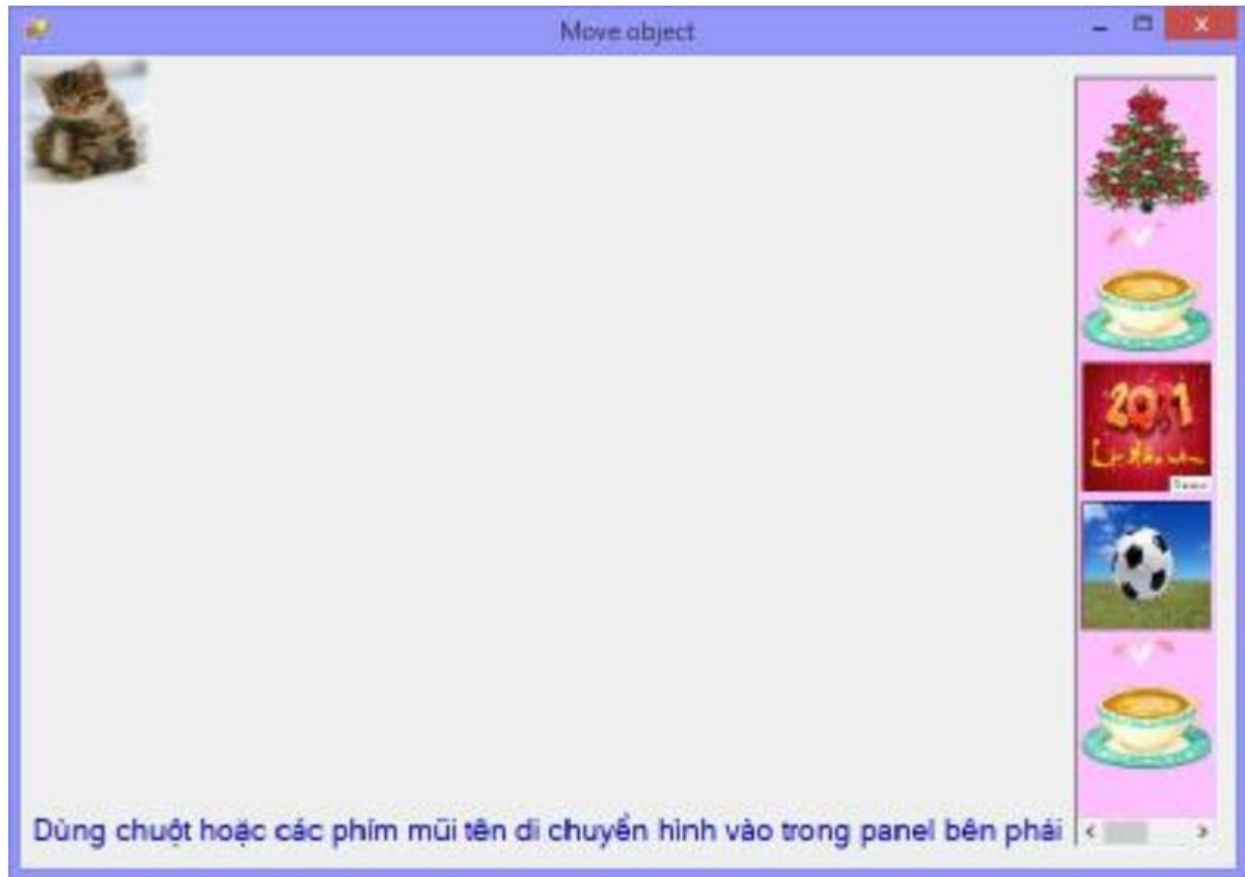 Move object
Dùng chuột hoặc các phím mũi tên di chuyển hình vào trong panel bên phải